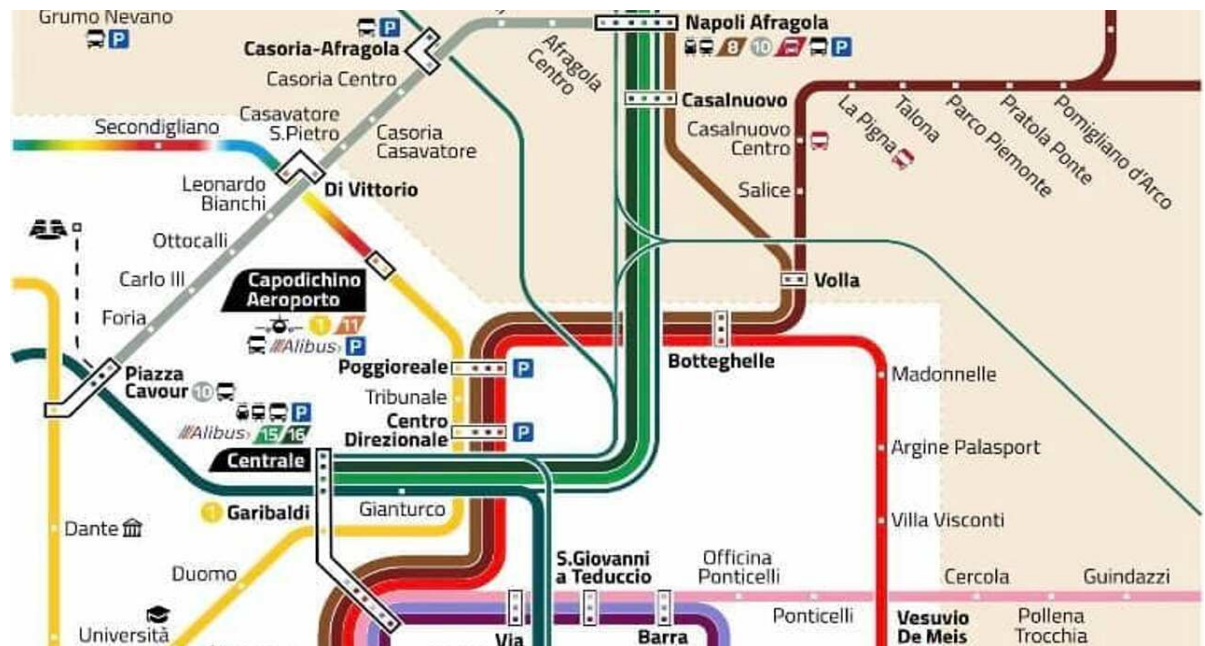 Grumo Nevano
P
P
Casoria-Afragola
Casoria Centro
Casavatore
S.Pietro
Casoria
Casavatore
Afragola
Centro
Napoli Afragola
8 10 P
Casalnuovo
Casalnuovo
Centro
La Pigna
Talona
Parco Piemonte
Pratola Ponte
Pomigliano d'Arco
Secondigliano
Di Vittorio
Leonardo
Bianchi
Salice
Ottocalli
Carlo III
Foria
Capodichino
Aeroporto
1 11
Alibus P
Volla
Piazza
Cavour 10
Poggioreale P
Tribunale
Centro
Direzionale P
Botteghelle
Madonnelle
P
Alibus 15 16
Centrale
Argine Palasport
1 Garibaldi
Gianturco
Villa Visconti
Dante
Duomo
Università
S.Giovanni
a Teduccio
Officina
Ponticelli
Ponticelli
Cercola
Guindazzi
Via
Barra
Vesuvio
De Meis
Pollena
Trocchia